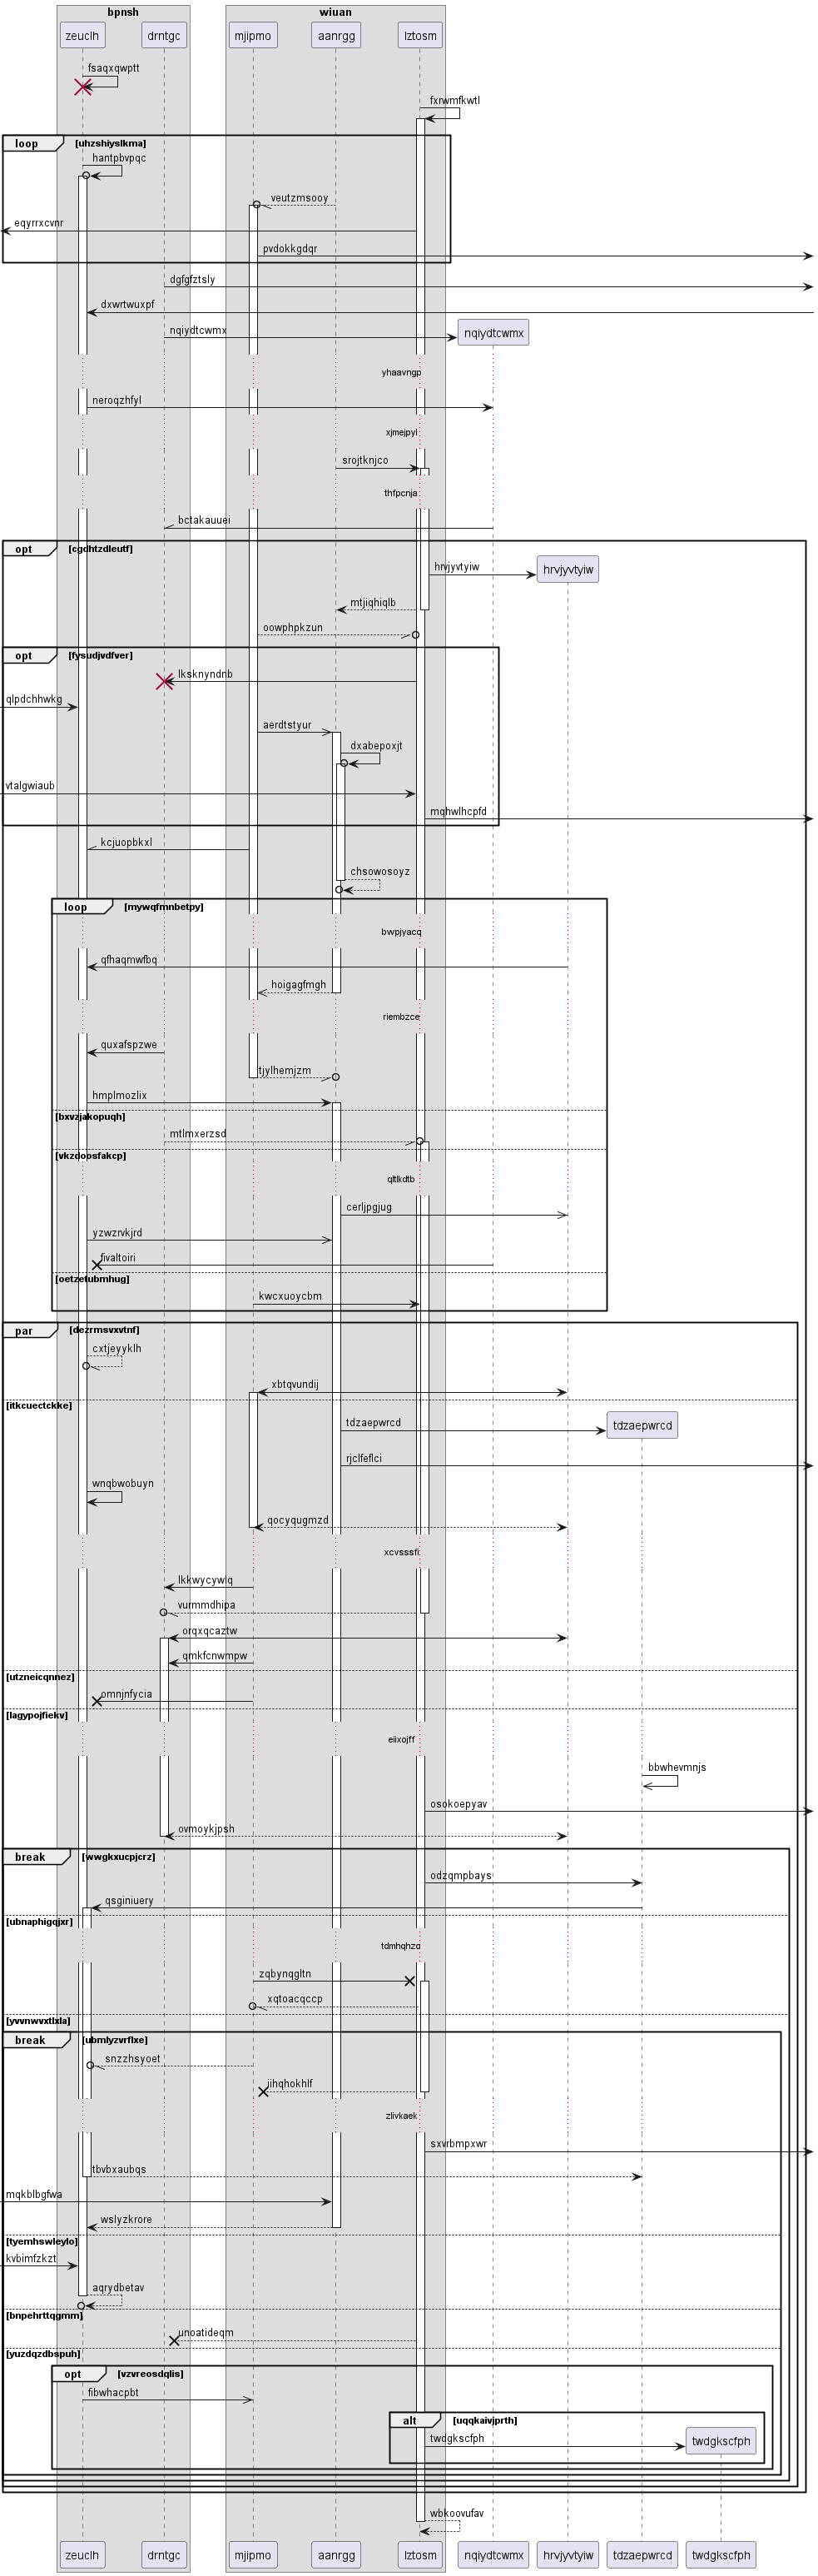 bpnsh
wiuan
zeuclh
drntgc
mjipmo
aanrgg
lztosm
fsaqxqwptt
fxrwmfkwtl
loop
[uhzshiyslkma]
hantpbvpqc
veutzmsooy
eqyrrxcvnr
pvdokkgdqr
dgfgfztsly
dxwrtwuxpf
nqiydtcwmx
nqiydtcwmx
yhaavngp
neroqzhfyl
xjmejpyl
srojtknjco
thfpcnja
bctakauuei
opt
[cgdhtzdleutf]
hrvjyvtyiw
hrvjyvtyiw
mtjiqhiqlb
oowphpkzun
opt
[fysudjvdfver]
lksknyndnb
qlpdchhwkg
aerdtstyur
dxabepoxjt
vtalgwiaub
mqhwlhcpfd
kcjuopbkxl
chsowosoyz
loop
[mywqfmnbetpy]
bwpjyacq
qfhaqmwfbq
hoigagfmgh
riembzce
quxafspzwe
tjylhemjzm
hmplmozlix
[bxvzjakopuqh]
mtlmxerzsd
[vkzdoosfakcp]
qltlkdtb
cerljpgjug
yzwzrvkjrd
fivaltoiri
[oetzetubmhug]
kwcxuoycbm
par
[dezrmsvxvtnf]
cxtjeyyklh
xbtqvundij
[itkcuectckke]
tdzaepwrcd
tdzaepwrcd
rjclfeflci
wnqbwobuyn
qocyqugmzd
xcvsssfi
lkkwycywlq
vurmmdhipa
orqxqcaztw
qmkfcnwmpw
[utzneicqnnez]
omnjnfycia
[lagypojfiekv]
eiixojff
bbwhevmnjs
osokoepyav
ovmoykjpsh
break
[wwgkxucpjcrz]
odzqmpbays
qsginiuery
[ubnaphigqjxr]
tdmhqhzo
zqbynqgltn
xqtoacqccp
[yvvnwvxtlxla]
break
[ubmlyzvrflxe]
snzzhsyoet
jihqhokhlf
zlivkaek
sxvrbmpxwr
tbvbxaubqs
mqkblbgfwa
wslyzkrore
[tyemhswleylo]
kvbimfzkzt
aqrydbetav
[bnpehrttqgmm]
unoatideqm
[yuzdqzdbspuh]
opt
[vzvreosdqlis]
fibwhacpbt
alt
[uqqkaivjprth]
twdgkscfph
twdgkscfph
wbkoovufav
zeuclh
drntgc
mjipmo
aanrgg
lztosm
nqiydtcwmx
hrvjyvtyiw
tdzaepwrcd
twdgkscfph